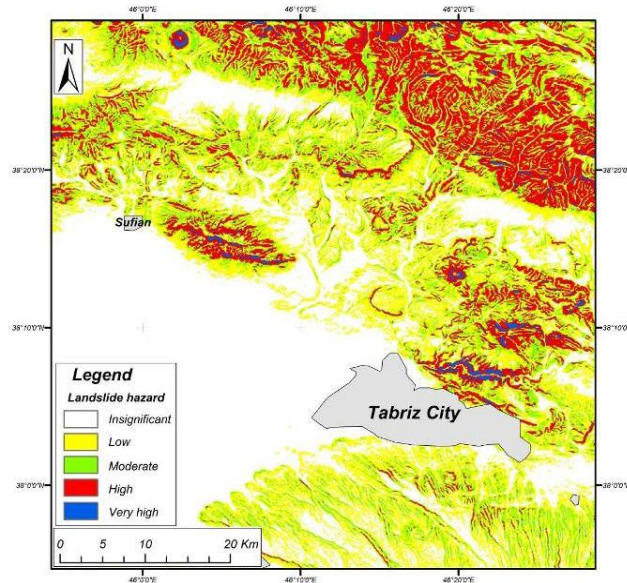 46°0'0"E 46°10'0"E 46°20'0"E
N
38°20'0"N 38°20'0"N
Sufian
38°10'0"N 38°10'0"N
Legend
Landslide hazard
Insignificant
Low
Moderate
High
Very high
Tabriz City
38°0'0"N 38°0'0"N
0 5 10 20 Km
46°0'0"E 46°10'0"E 46°20'0"E